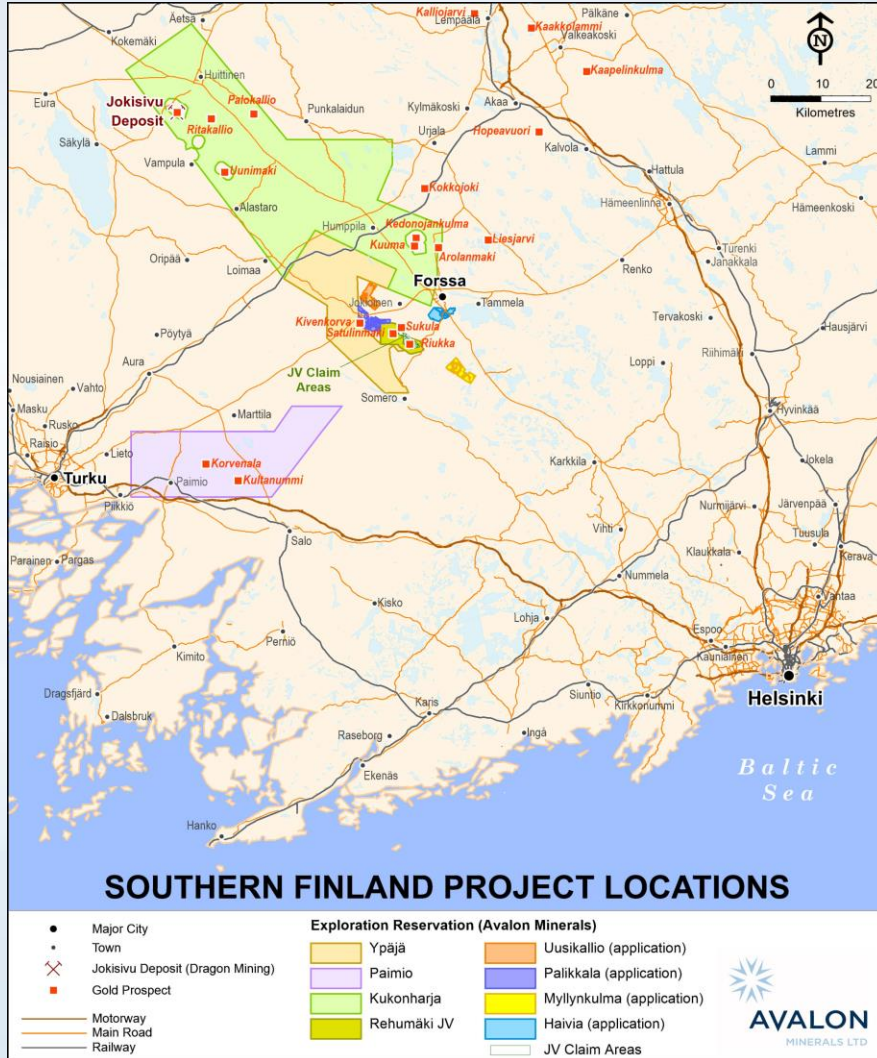 Kalliojarvi
Lempäälä
Äetsä
Kokemäki
Kaakkolammi
Pälkäne
Valkeakoski
N
Huittinen
Kaapelinkulma
0 10 20
Kilometres
Eura
Jokisivu
Deposit
Palokallio
Ritakallio
Punkalaidun
Kylmäkoski
Akaa
Säkylä
Urjala
Hopeavuori
Kalvola
Vampula
Uunimaki
Lammi
Hattula
Kokkojoki
Alastaro
Hämeenlinna
Hämeenkoski
Humppila
Kedonojankulma
Kuuma
Liesjarvi
Arolanmaki
Turenki
Janakkala
Oripää
Loimaa
Renko
Forssa
Jokioinen
Tammela
Tervakoski
Kivenkorva
Sukula
Satulinmaki
Riukka
Hausjärvi
Pöytyä
JV Claim
Areas
Riihimäki
Loppi
Aura
Nousiainen
Vahto
Somero
Masku
Rusko
Marttila
Hyvinkää
Raisio
Lieto
Korvenala
Karkkila
Jokela
Turku
Paimio
Kultanummi
Piikkiö
Nurmijärvi
Järvenpää
Salo
Vihti
Tuusula
Klaukkala
Kerava
Parainen
Pargas
Nummela
Kisko
Vantaa
Lohja
Perniö
Espoo
Kauniainen
Kimito
Helsinki
Dragsfjärd
Siuntio
Kirkkonummi
Dalsbruk
Karis
Raseborg
Ingå
Baltic
Sea
Ekenäs
Hanko
SOUTHERN FINLAND PROJECT LOCATIONS
Major City
Town
Jokisivu Deposit (Dragon Mining)
Gold Prospect
Motorway
Main Road
Railway
Exploration Reservation (Avalon Minerals)
Ypäjä
Paimio
Kukonharja
Rehumäki JV
Uusikallio (application)
Palikkala (application)
Myllynkulma (application)
Haivia (application)
JV Claim Areas
AVALON
MINERALS LTD